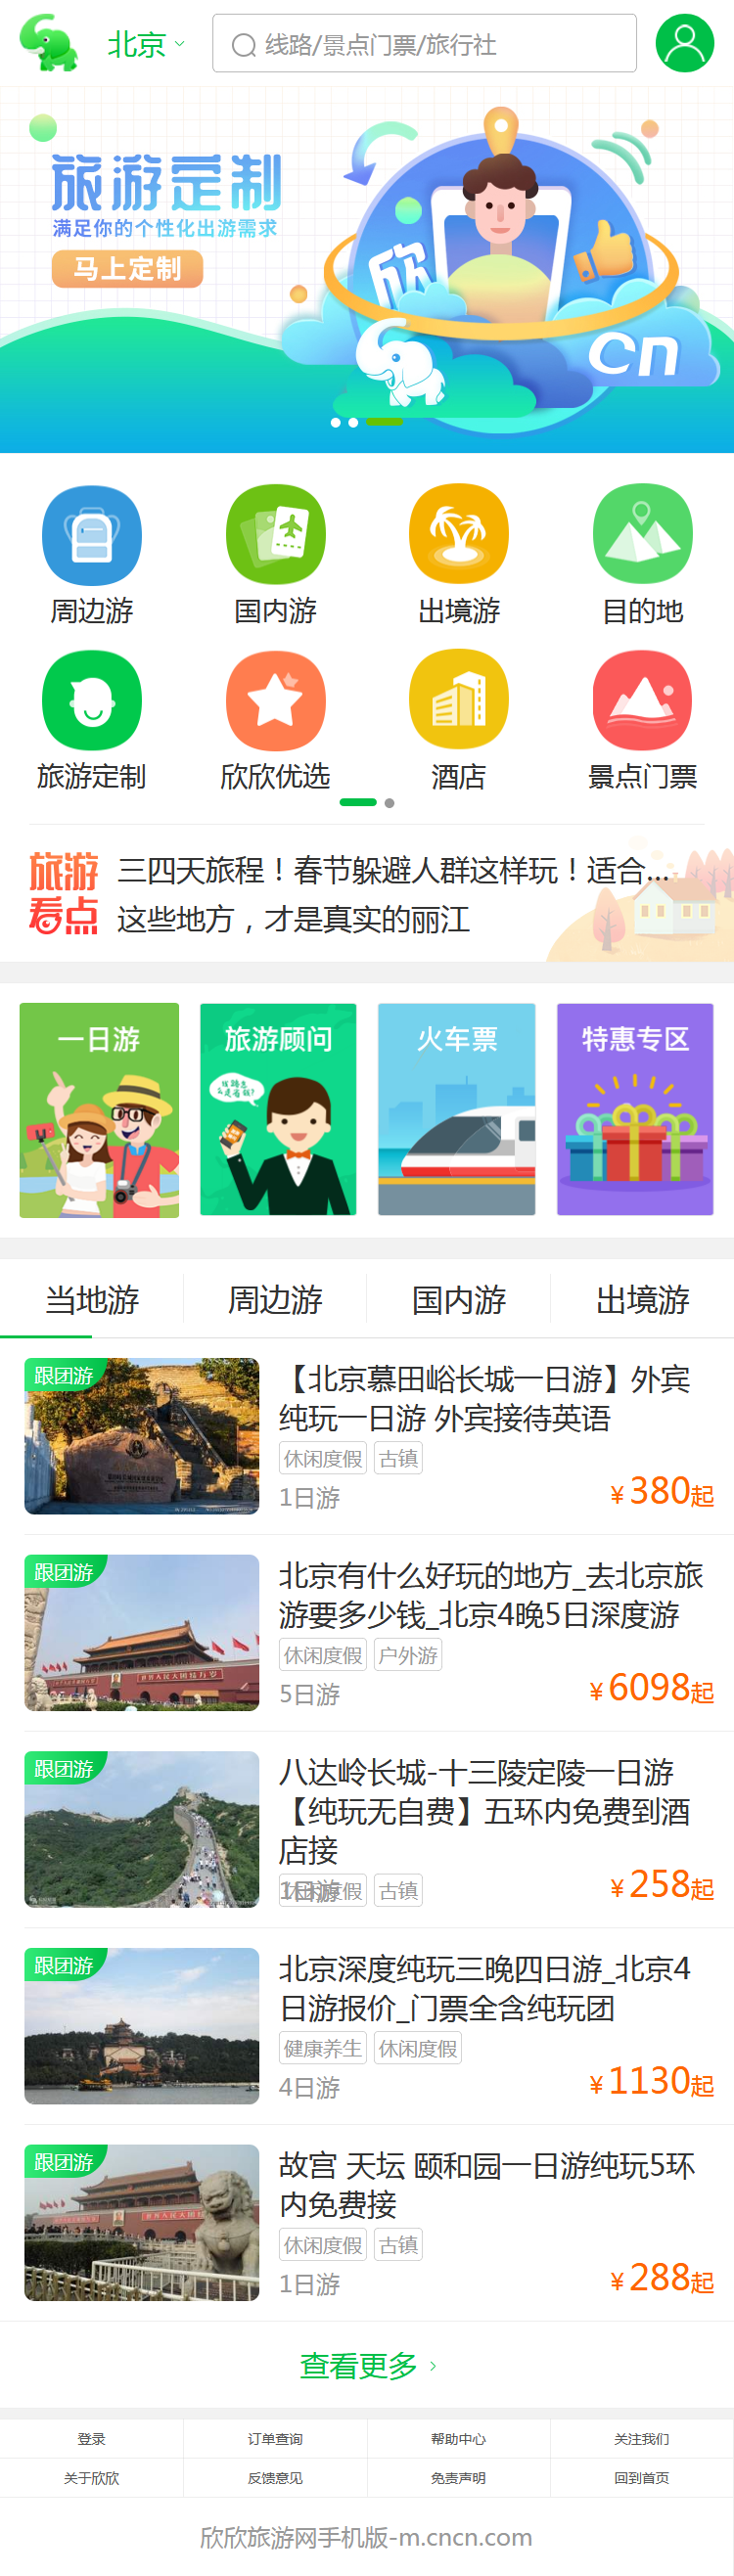 北京
线路/景点门票/旅行社
旅游定制
满足你的个性化出游需求
马上定制
欣
Cn
周边游 国内游 出境游 目的地
旅游定制 欣欣优选 酒店 景点门票
旅游看点
三四天旅程！春节躲避人群这样玩！适合...
这些地方，才是真实的丽江
一日游 旅游顾问 火车票 特惠专区
当地游 周边游 国内游 出境游
跟团游
【北京慕田峪长城一日游】外宾
纯玩一日游 外宾接待英语
休闲度假 古镇
1日游
¥380起
跟团游
北京有什么好玩的地方_去北京旅
游要多少钱_北京4晚5日深度游
休闲度假 户外游
5日游
¥6098起
世界人民大团结万岁
跟团游
八达岭长城-十三陵定陵一日游
【纯玩无自费】五环内免费到酒
店接
休闲度假 古镇
1日游
¥258起
跟团游
北京深度纯玩三晚四日游_北京4
日游报价_门票全含纯玩团
健康养生 休闲度假
4日游
¥1130起
跟团游
故宫 天坛 颐和园一日游纯玩5环
内免费接
休闲度假 古镇
1日游
¥288起
查看更多
登录 订单查询 帮助中心 关注我们
关于欣欣 反馈意见 免责声明 回到首页
欣欣旅游网手机版-m.cncn.com